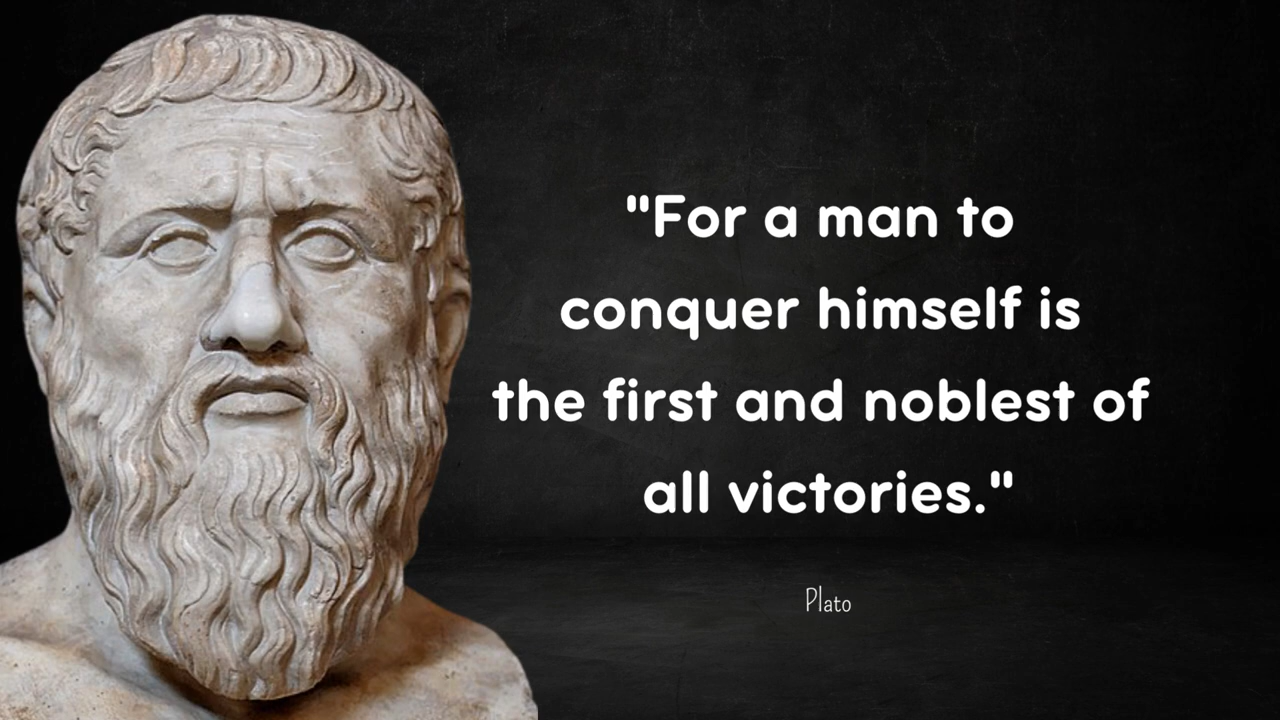 "For a man to
conquer himself is
the first and noblest of
all victories."
Plato